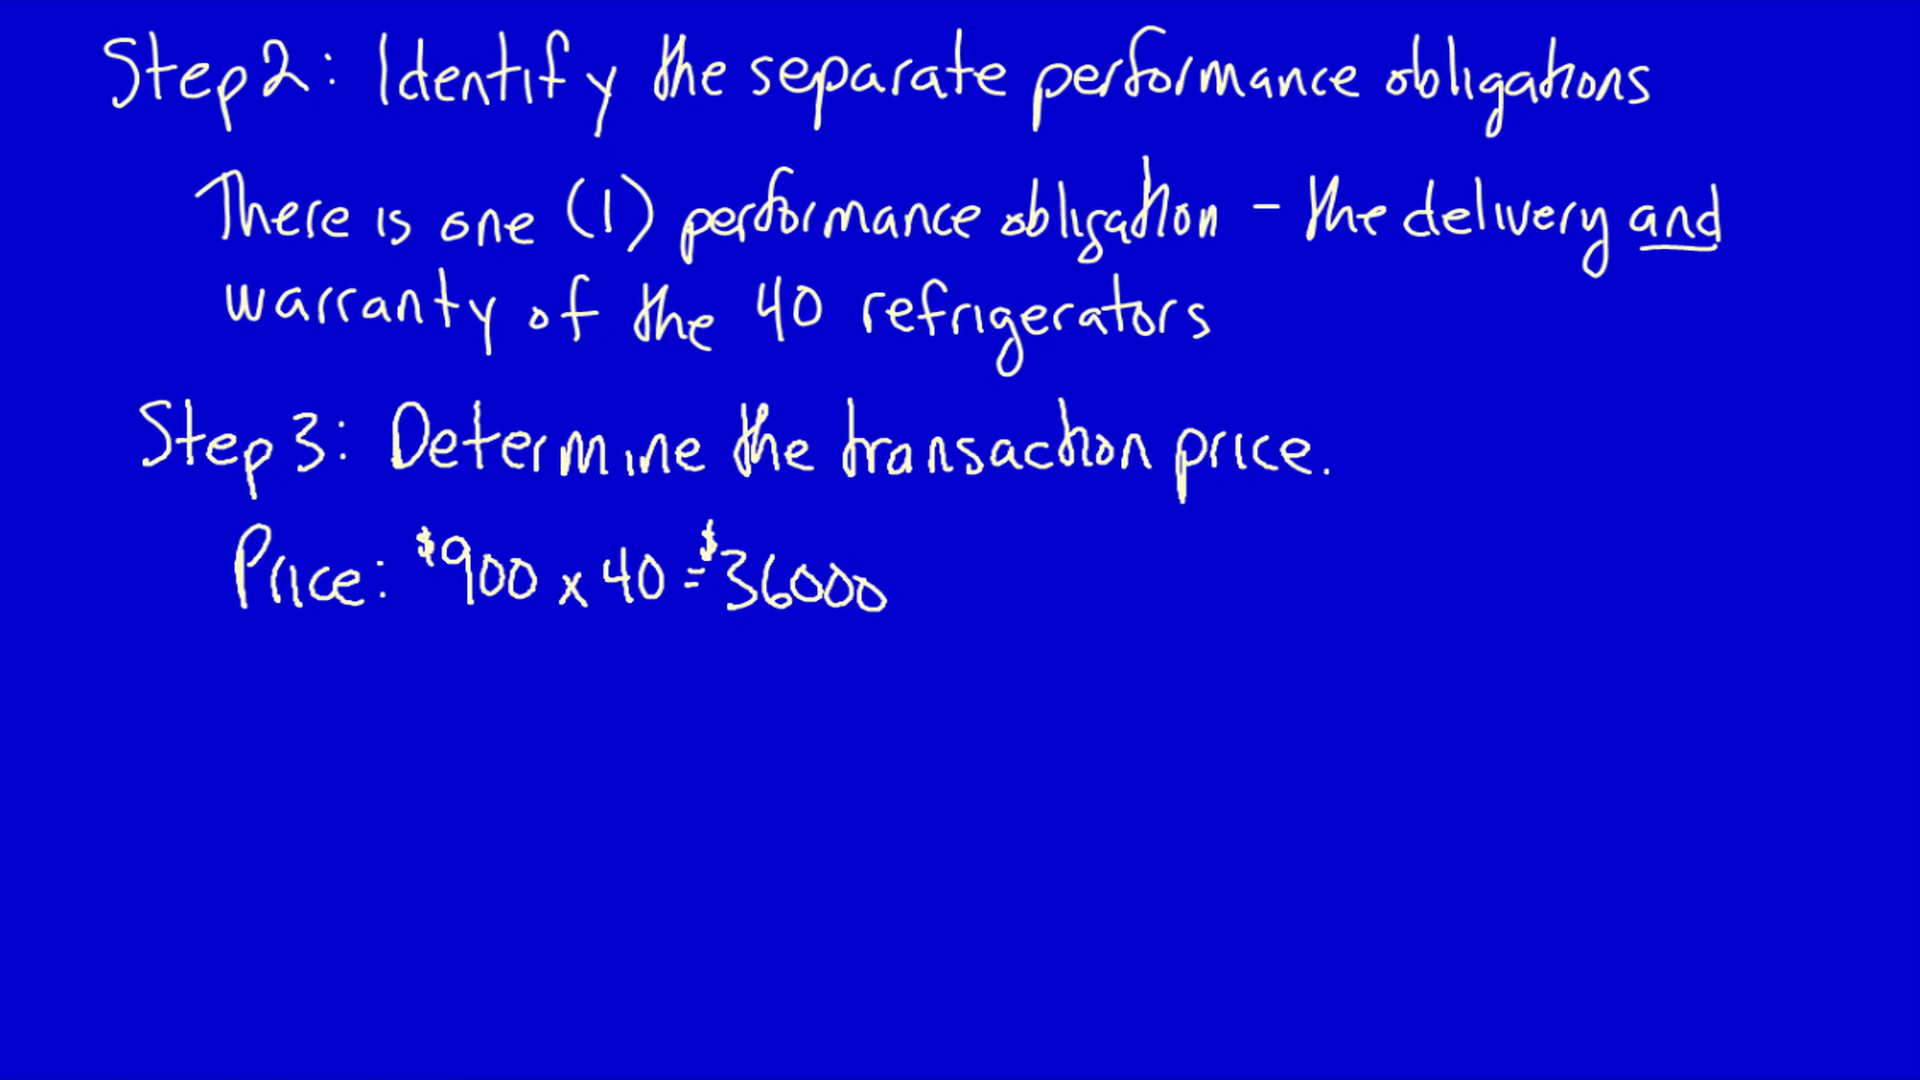 Step 2: Identify the separate performance obligations
There is one (1) performance obligation - the delivery and
warranty of the 40 refrigerators
Step 3: Determine the transaction price.
Price: $900 x 40 = $36000